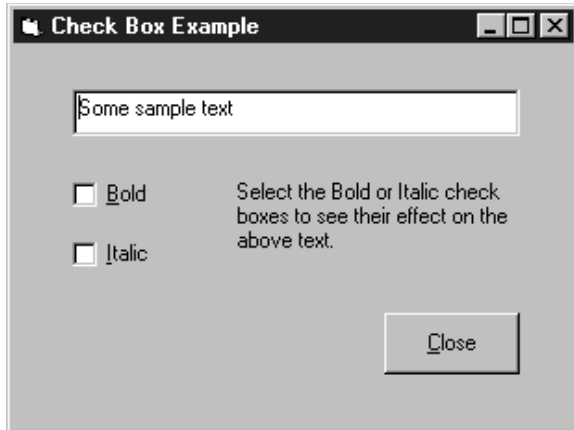 Check Box Example
Some sample text
Bold
Select the Bold or Italic check
boxes to see their effect on the
above text.
Italic
Close